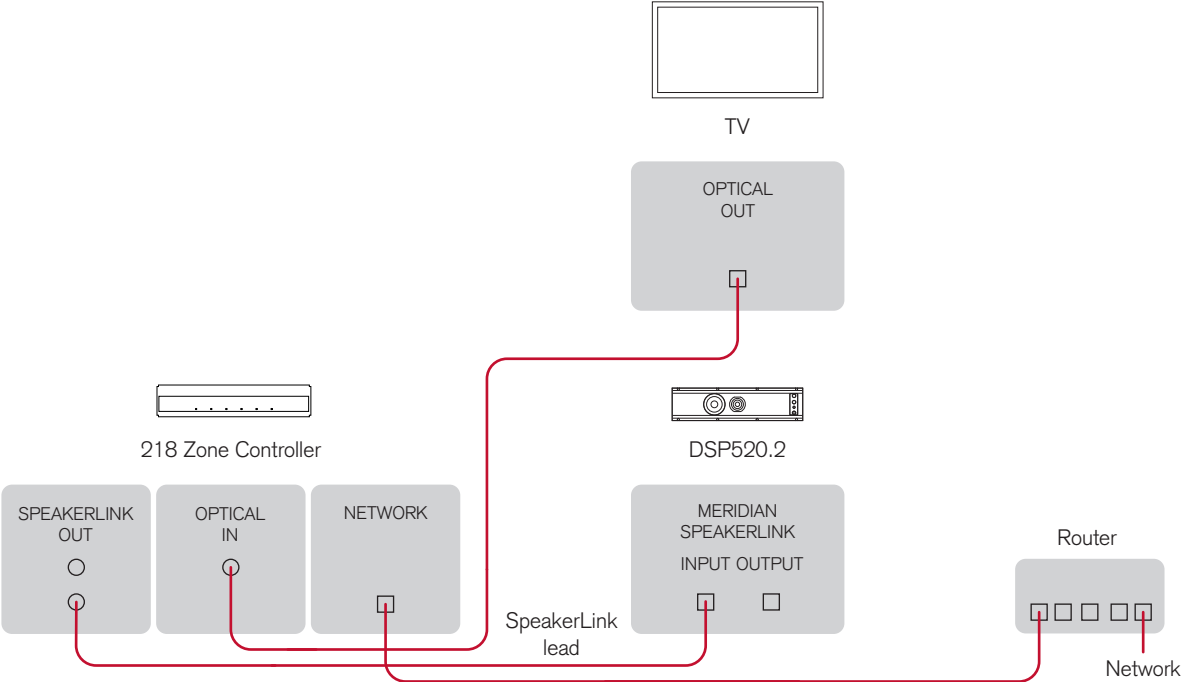 TV
OPTICAL
OUT
218 Zone Controller
DSP520.2
SPEAKERLINK
OUT
OPTICAL
IN
NETWORK
MERIDIAN
SPEAKERLINK
INPUT OUTPUT
Router
SpeakerLink
lead
Network